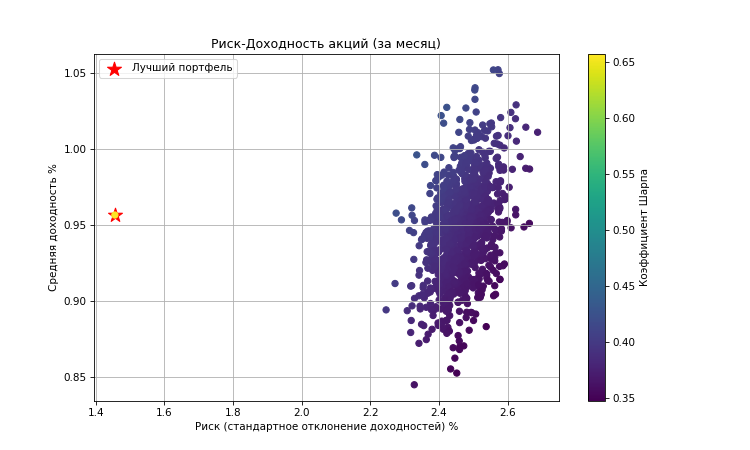 Риск-Доходность акций (за месяц)
Лучший портфель
1.05
1.00
0.95
0.90
0.85
Средняя доходность %
1.4 1.6 1.8 2.0 2.2 2.4 2.6
Риск (стандартное отклонение доходностей) %
0.65
0.60
0.55
0.50
0.45
0.40
0.35
Коэффициент Шарпа